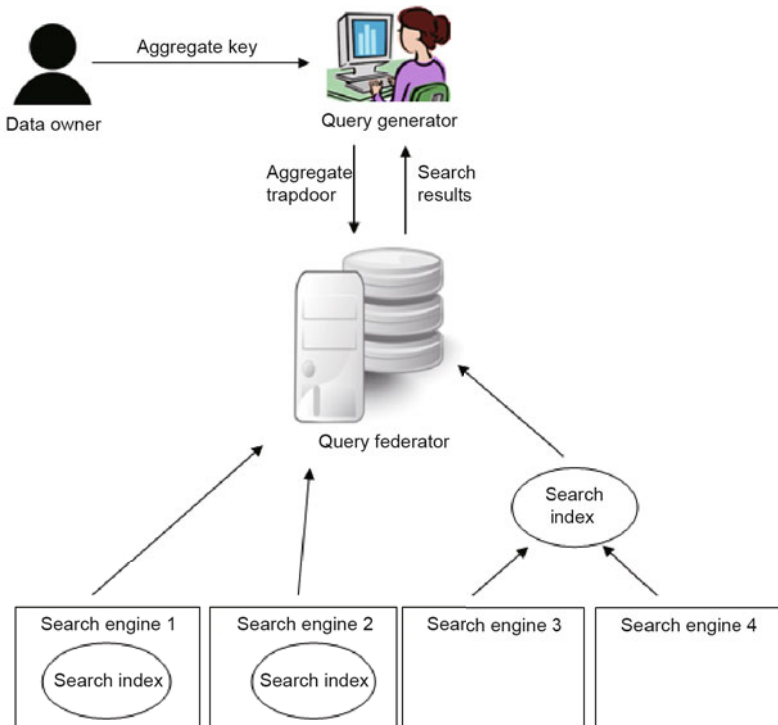 Aggregate key
Data owner
Query generator
Aggregate
trapdoor
Search
results
Query federator
Search
index
Search engine 1
Search engine 2
Search engine 3
Search engine 4
Search index
Search index